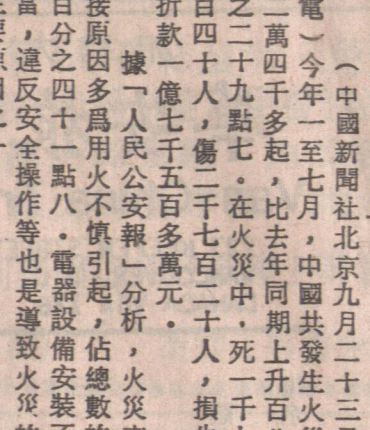 （中國新聞社北京九月二十三
電）今年一至七月，中國共發生火災
萬四千多起，比去年同期上升百
之二十九點七。在火災中，死一千
百四十人，傷二千七百二十人，損
折款一億七千五百多萬元。
據「人民公安報」分析，火災
接原因多爲用火不慎引起，佔總數的
百分之四十一點八。電器設備安裝不
當，違反安全操作等也是導致火災的